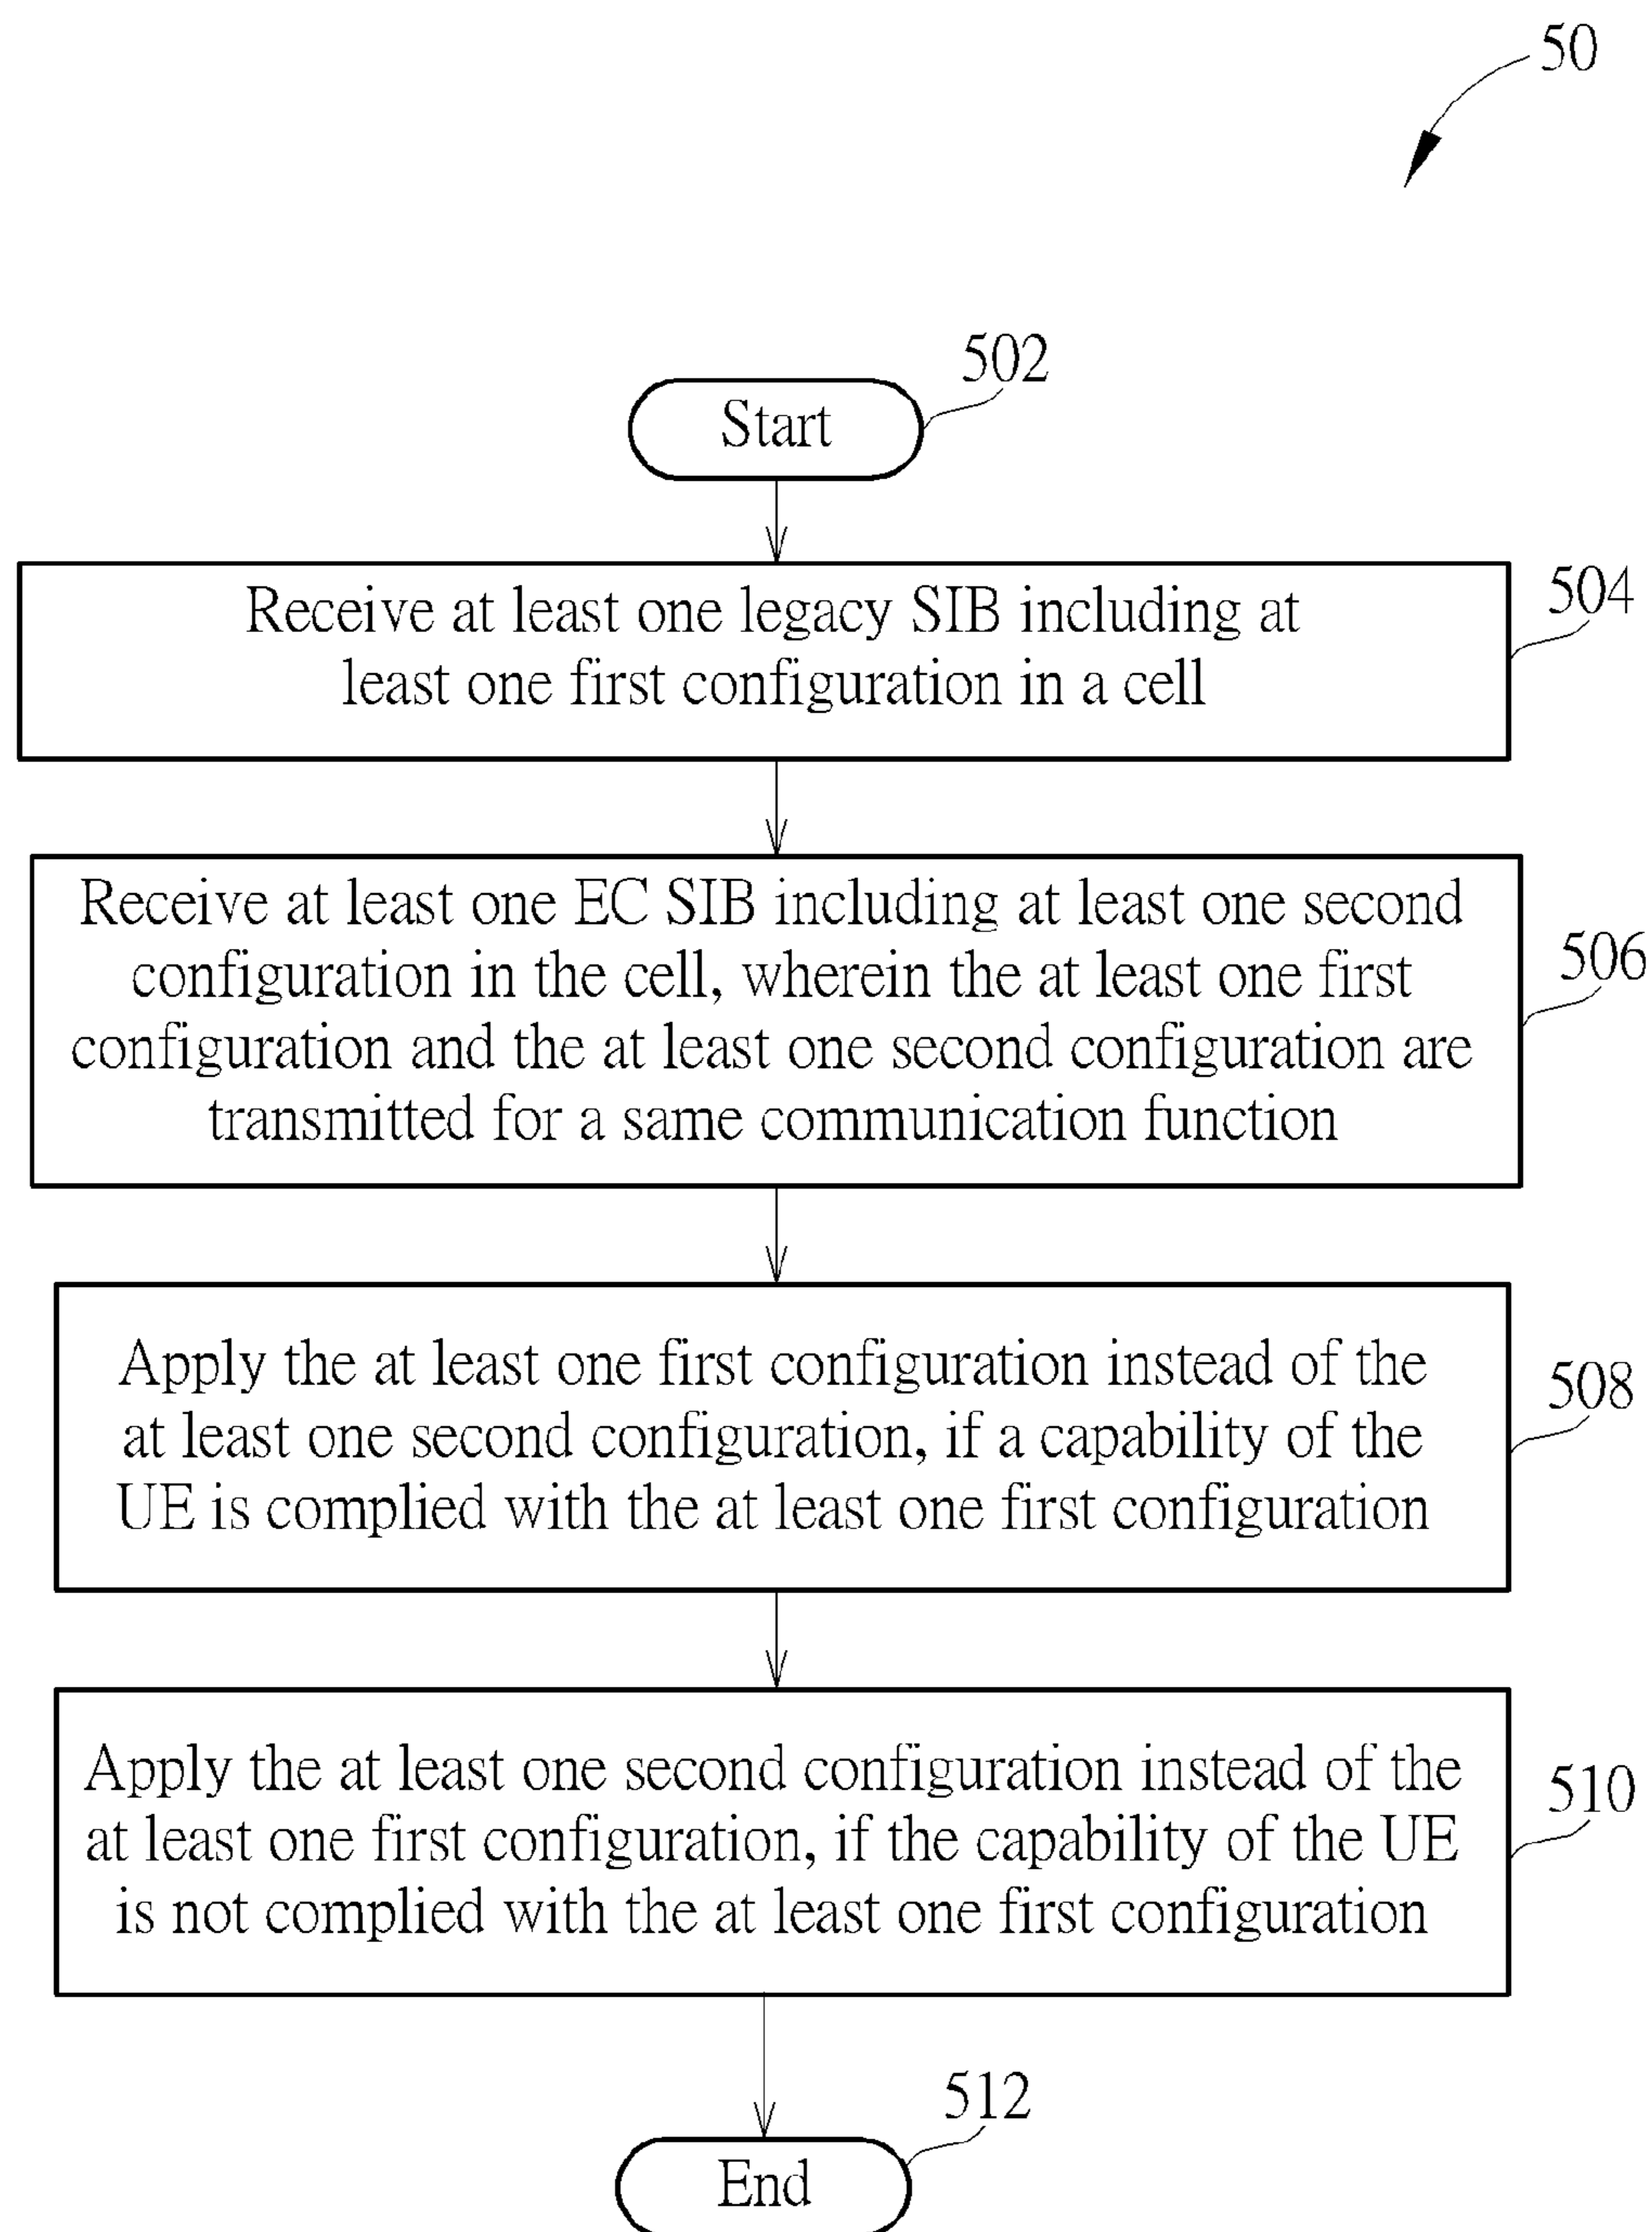 50
502
Start
504
Receive at least one legacy SIB including at
least one first configuration in a cell
506
Receive at least one EC SIB including at least one second
configuration in the cell, wherein the at least one first
configuration and the at least one second configuration are
transmitted for a same communication function
508
Apply the at least one first configuration instead of the
at least one second configuration, if a capability of the
UE is complied with the at least one first configuration
510
Apply the at least one second configuration instead of the
at least one first configuration, if the capability of the UE
is not complied with the at least one first configuration
512
End